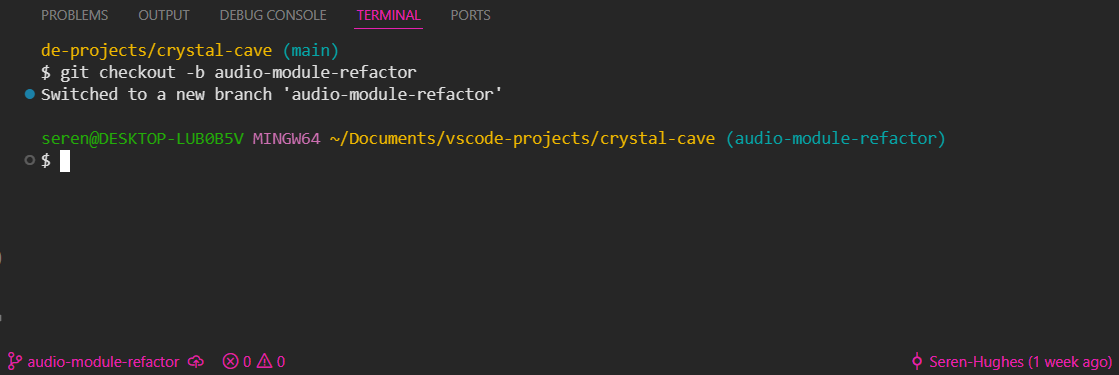 PROBLEMS OUTPUT DEBUG CONSOLE TERMINAL PORTS
de-projects/crystal-cave (main)
$ git checkout -b audio-module-refactor
Switched to a new branch 'audio-module-refactor'
seren@DESKTOP-LUB0B5V MINGW64 ~/Documents/vscode-projects/crystal-cave (audio-module-refactor)
$
audio-module-refactor 0 0 Seren-Hughes (1 week ago)